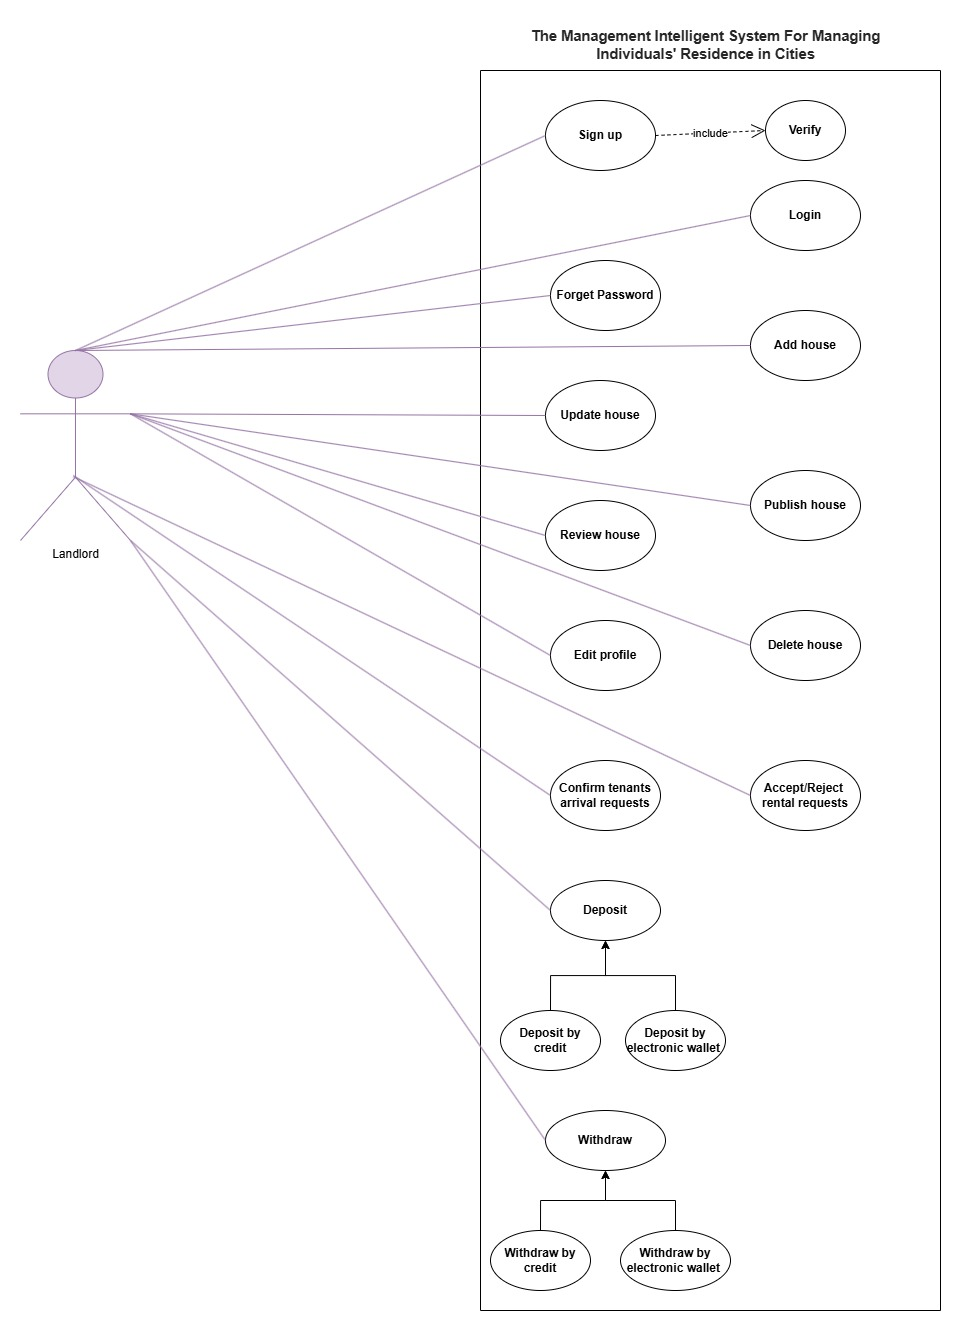 The Management Intelligent System For Managing
Individuals' Residence in Cities
Sign up
include
Verify
Login
Forget Password
Add house
Update house
Publish house
Review house
Landlord
Delete house
Edit profile
Confirm tenants
arrival requests
Accept/Reject
rental requests
Deposit
Deposit by
credit
Deposit by
electronic wallet
Withdraw
Withdraw by
credit
Withdraw by
electronic wallet